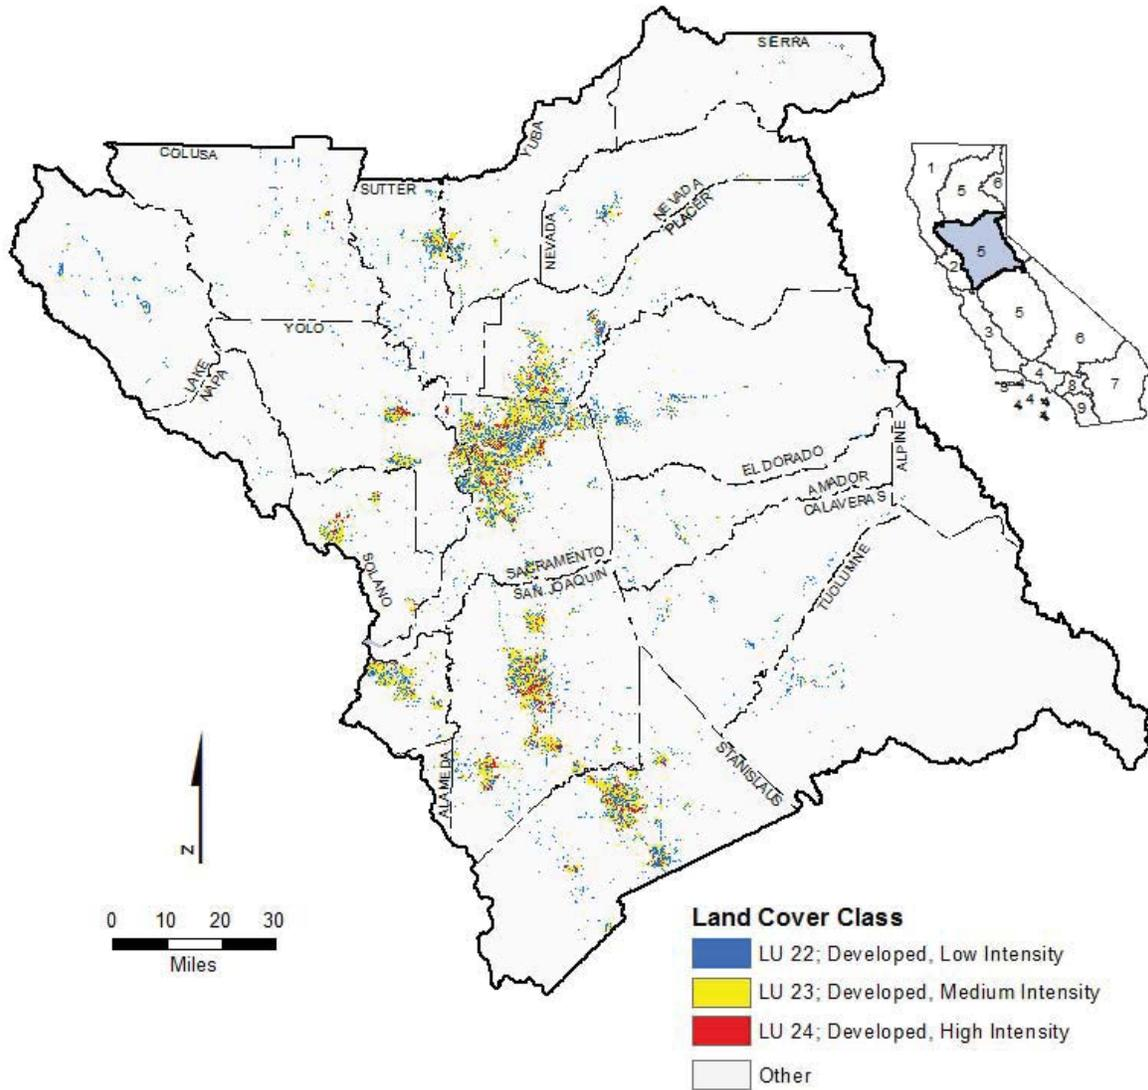 SIERRA
COLUSA
YUBA
SUTTER
NEVADA
NEVADA
PLACER
YOLO
LAKE
NAPA
EL DORADO
ALPINE
AMADOR
CALAVERAS
SOLANO
SACRAMENTO
SAN JOAQUIN
TUOLUMNE
ALAMEDA
STANISLAUS
1
5
6
5
2
3
5
6
4
4
8
7
9
N
0 10 20 30
Miles
Land Cover Class
LU 22; Developed, Low Intensity
LU 23; Developed, Medium Intensity
LU 24; Developed, High Intensity
Other